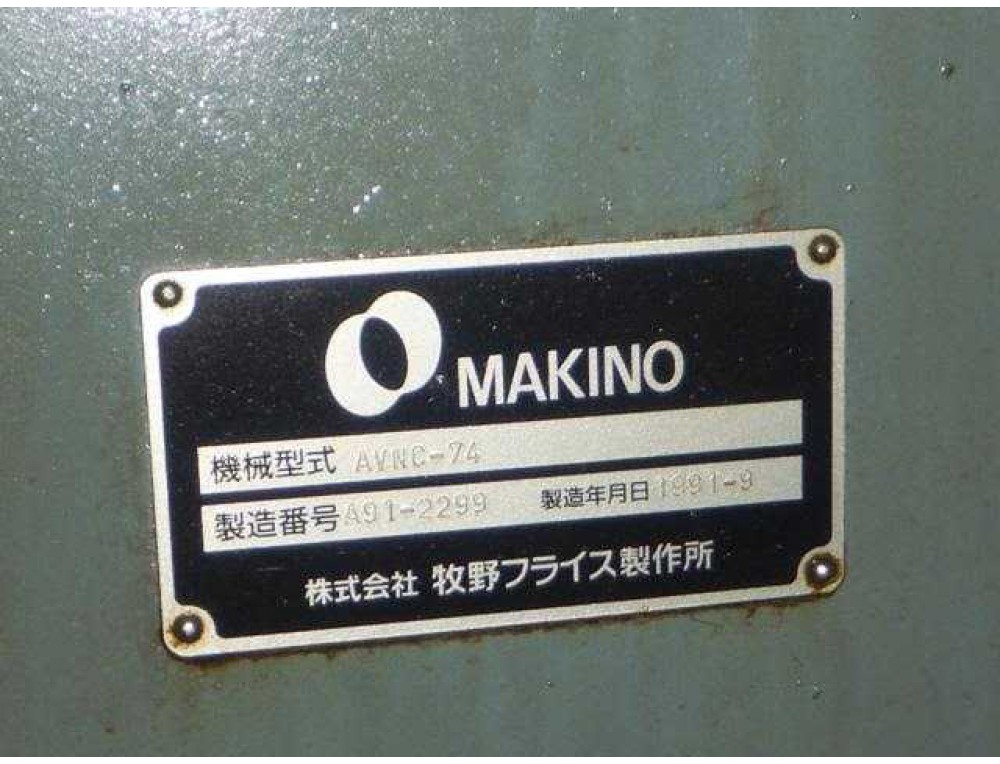 MAKINO
機械型式 AVNC-74
製造番号 A91-2299 製造年月日 1991-9
株式会社 牧野フライス製作所